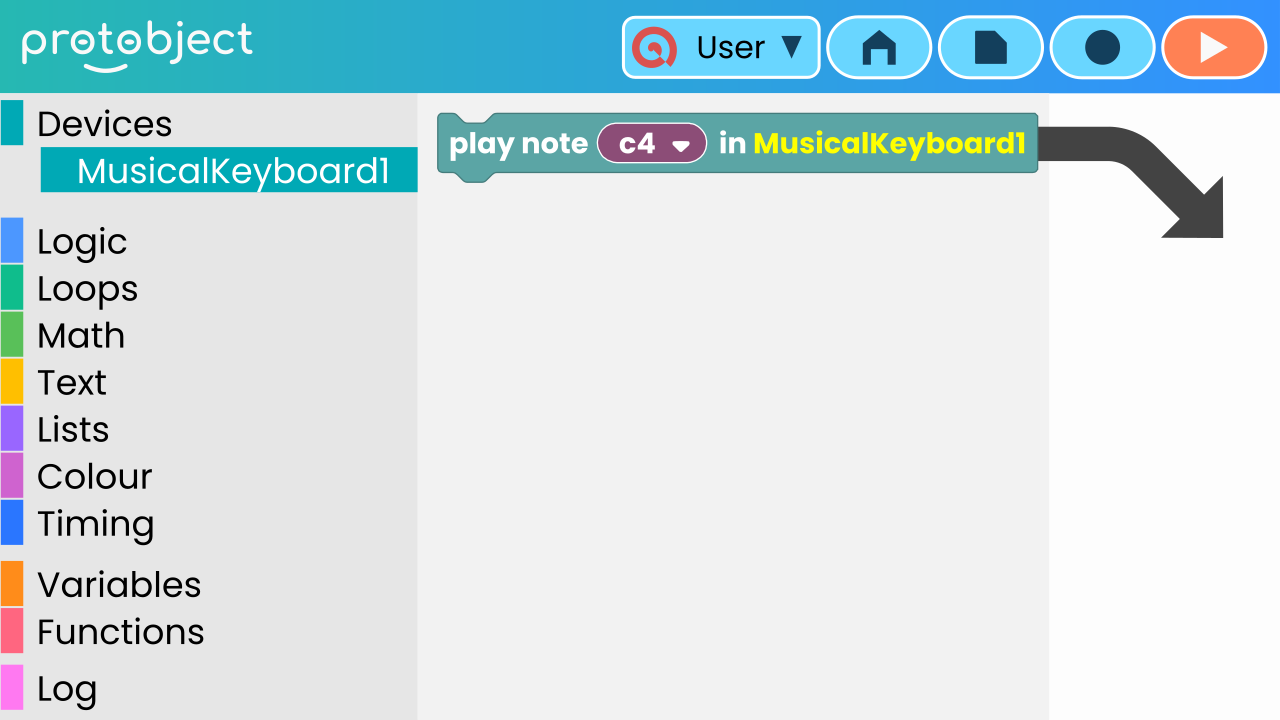 protobject
User
Devices
MusicalKeyboard1
play note c4 in MusicalKeyboard1
Logic
Loops
Math
Text
Lists
Colour
Timing
Variables
Functions
Log